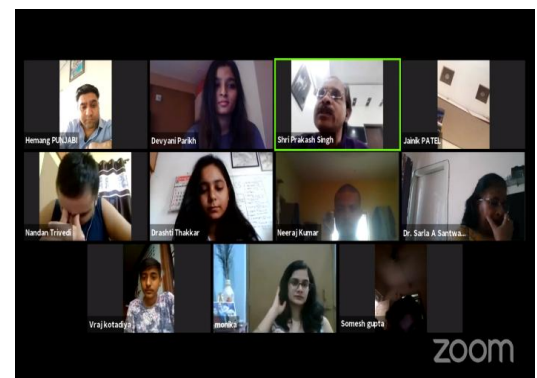 Hemang PUNJABI
Devyani Parikh
Shri Prakash Singh
Jainik PATEL
Nandan Trivedi
Drashti Thakkar
Neeraj Kumar
Dr. Sarla A Santwa...
Vraj kotadiya
monika
Somesh gupta
zoom